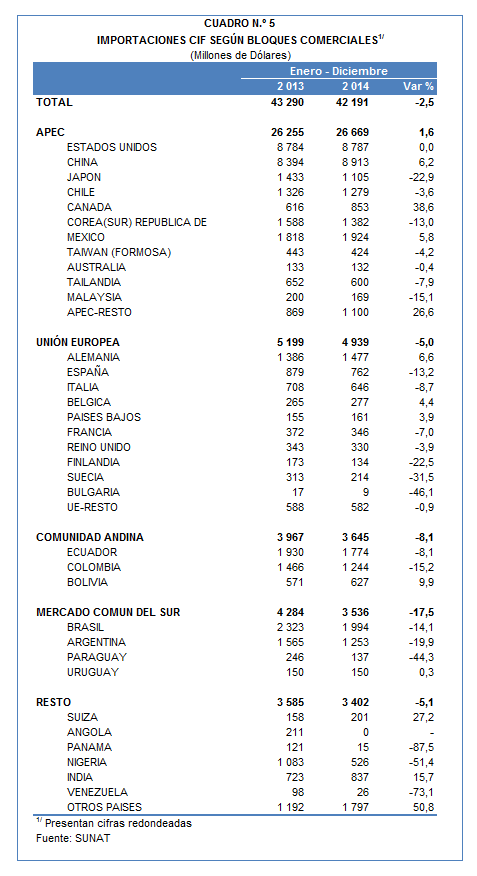 CUADRO N.º 5
IMPORTACIONES CIF SEGÚN BLOQUES COMERCIALES1/
(Millones de Dólares)
Enero - Diciembre
2 013 2 014 Var %
TOTAL 43 290 42 191 -2,5
APEC 26 255 26 669 1,6
ESTADOS UNIDOS 8 784 8 787 0,0
CHINA 8 394 8 913 6,2
JAPON 1 433 1 105 -22,9
CHILE 1 326 1 279 -3,6
CANADA 616 853 38,6
COREA(SUR) REPUBLICA DE 1 588 1 382 -13,0
MEXICO 1 818 1 924 5,8
TAIWAN (FORMOSA) 443 424 -4,2
AUSTRALIA 133 132 -0,4
TAILANDIA 652 600 -7,9
MALAYSIA 200 169 -15,1
APEC-RESTO 869 1 100 26,6
UNIÓN EUROPEA 5 199 4 939 -5,0
ALEMANIA 1 386 1 477 6,6
ESPAÑA 879 762 -13,2
ITALIA 708 646 -8,7
BELGICA 265 277 4,4
PAISES BAJOS 155 161 3,9
FRANCIA 372 346 -7,0
REINO UNIDO 343 330 -3,9
FINLANDIA 173 134 -22,5
SUECIA 313 214 -31,5
BULGARIA 17 9 -46,1
UE-RESTO 588 582 -0,9
COMUNIDAD ANDINA 3 967 3 645 -8,1
ECUADOR 1 930 1 774 -8,1
COLOMBIA 1 466 1 244 -15,2
BOLIVIA 571 627 9,9
MERCADO COMUN DEL SUR 4 284 3 536 -17,5
BRASIL 2 323 1 994 -14,1
ARGENTINA 1 565 1 253 -19,9
PARAGUAY 246 137 -44,3
URUGUAY 150 150 0,3
RESTO 3 585 3 402 -5,1
SUIZA 158 201 27,2
ANGOLA 211 0 -
PANAMA 121 15 -87,5
NIGERIA 1 083 526 -51,4
INDIA 723 837 15,7
VENEZUELA 98 26 -73,1
OTROS PAISES 1 192 1 797 50,8
1/ Presentan cifras redondeadas
Fuente: SUNAT